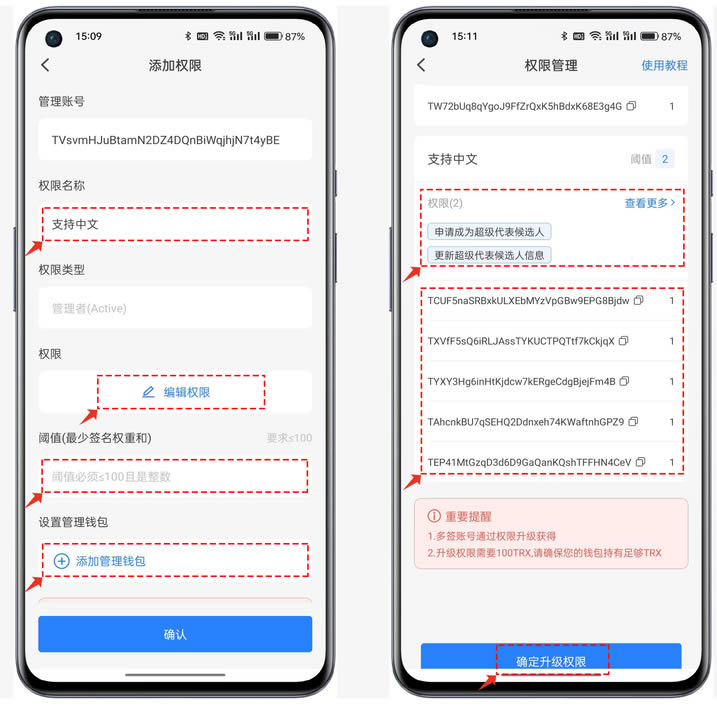 15:09
87%
添加权限
管理账号
TVsvmHJuBtamN2DZ4DQnBiWqjhjN7t4yBE
权限名称
支持中文
权限类型
管理者(Active)
权限
编辑权限
阈值(最少签名权重和)
要求≤100
阈值必须≤100且是整数
设置管理钱包
添加管理钱包
确认
15:11
87%
权限管理
使用教程
TW72bUq8qYgoJ9FfZrQxK5hBdxK68E3g4G 1
支持中文
阈值 2
权限(2)
查看更多
申请成为超级代表候选人
更新超级代表候选人信息
TCUF5naSRBxkULXEbMYzVpGBw9EPG8Bjdw 1
TXVfF5sQ6iRLJAssTYKUCTPQTtf7kCkjqX 1
TYXY3Hg6inHtKjdcw7kERgeCdgBjejFm4B 1
TAhcnkBU7qSEHQ2Ddnxeh74KWaftnhGPZ9 1
TEP41MtGzqD3d6D9GaQanKQshTFFHN4CeV 1
重要提醒
1.多签账号通过权限升级获得
2.升级权限需要100TRX,请确保您的钱包持有足够TRX
确定升级权限